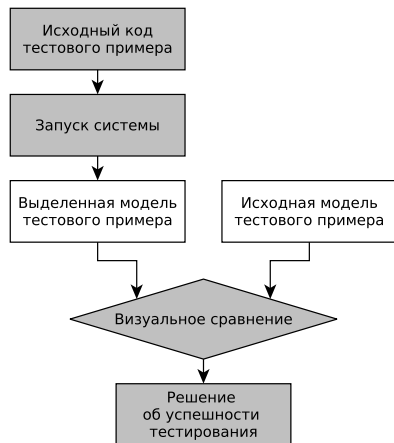 Исходный код
тестового примера
Запуск системы
Выделенная модель
тестового примера
Исходная модель
тестового примера
Визуальное сравнение
Решение
об успешности
тестирования